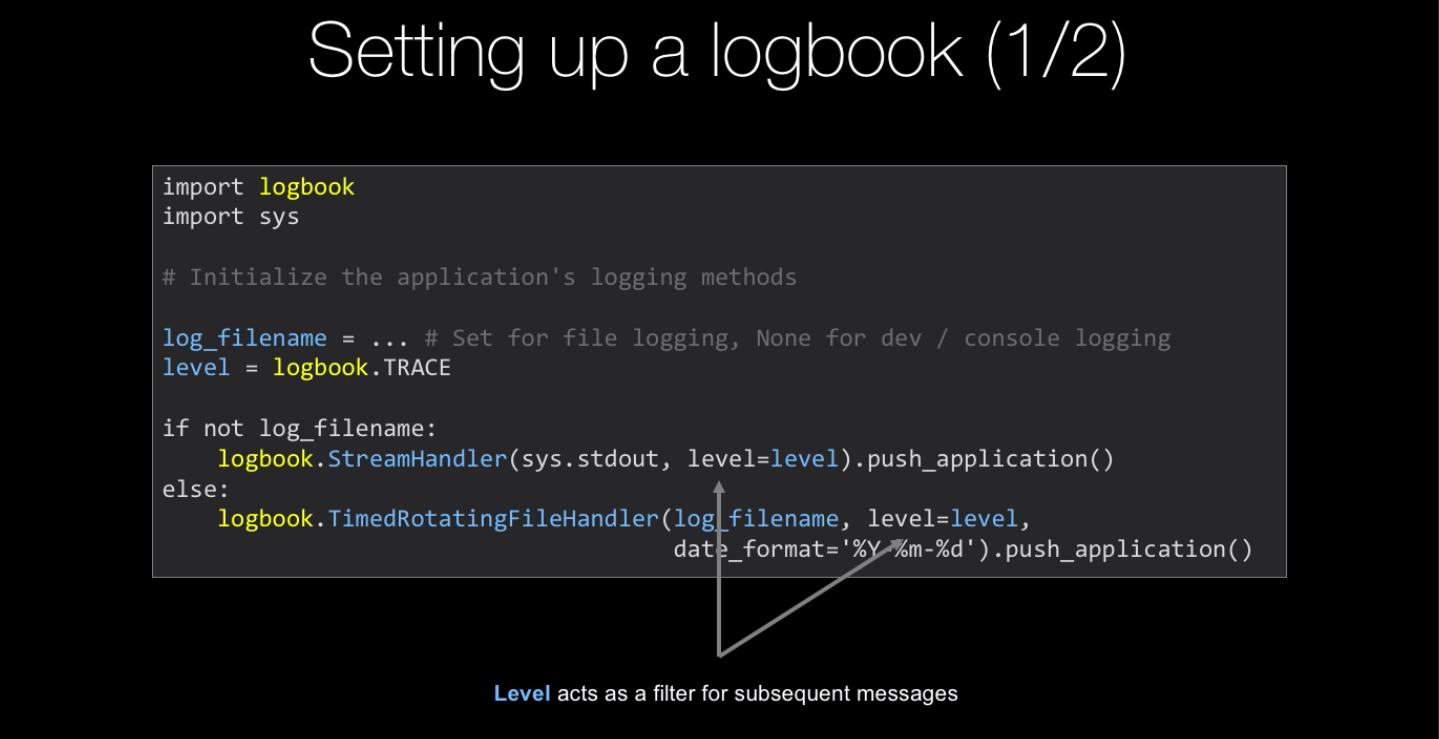 Setting up a logbook (1/2)
import logbook
import sys
# Initialize the application's logging methods
log_filename = ... # Set for file logging, None for dev / console logging
level = logbook.TRACE
if not log_filename:
    logbook.StreamHandler(sys.stdout, level=level).push_application()
else:
    logbook.TimedRotatingFileHandler(log_filename, level=level,
                                     date_format='%Y-%m-%d').push_application()
Level acts as a filter for subsequent messages